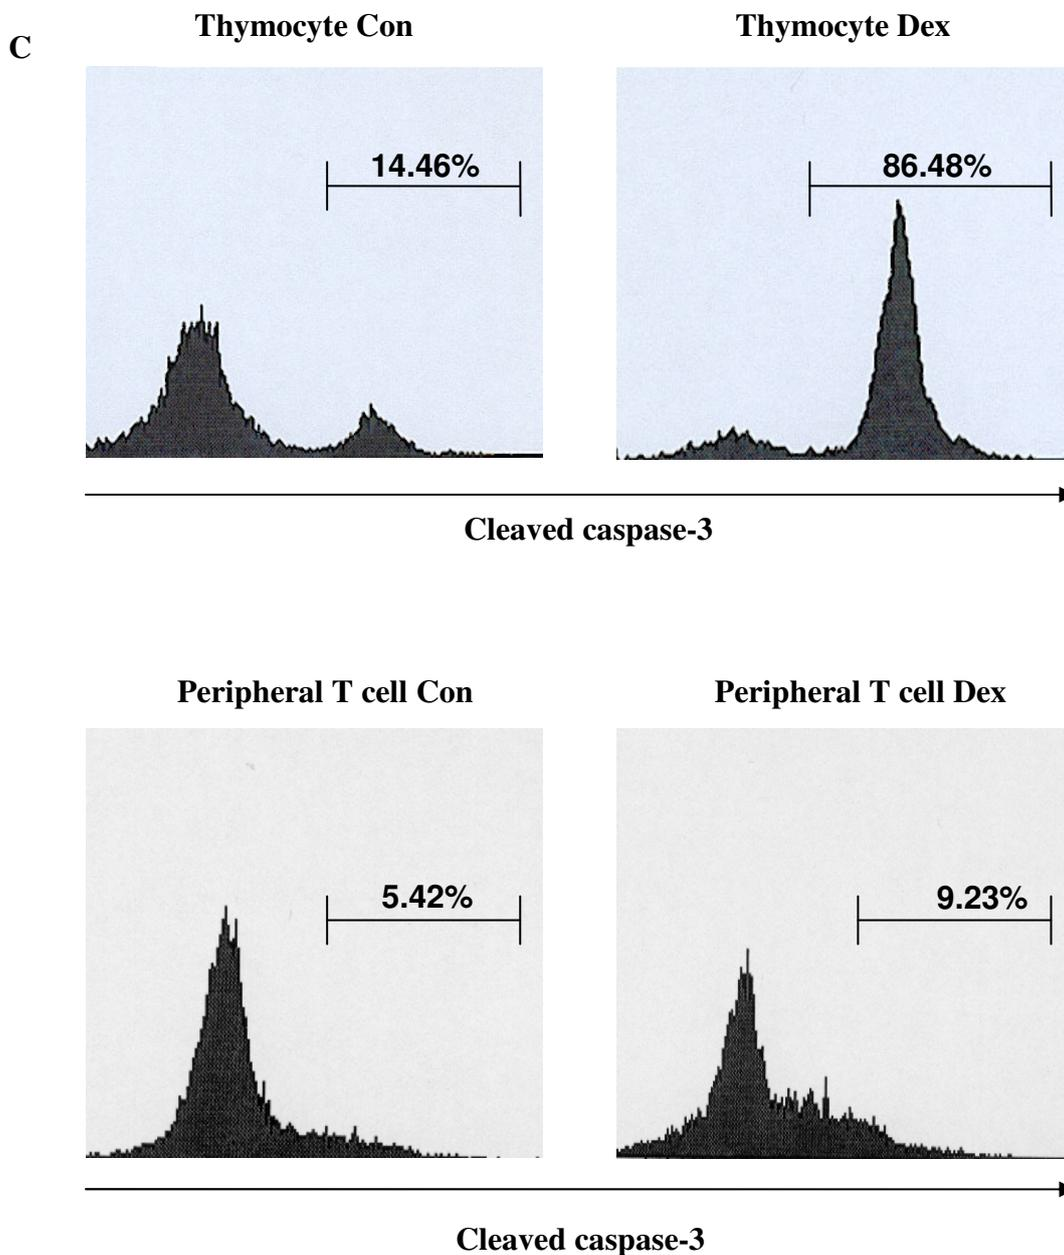 C
Thymocyte Con
Thymocyte Dex
14.46%
86.48%
Cleaved caspase-3
Peripheral T cell Con
Peripheral T cell Dex
5.42%
9.23%
Cleaved caspase-3